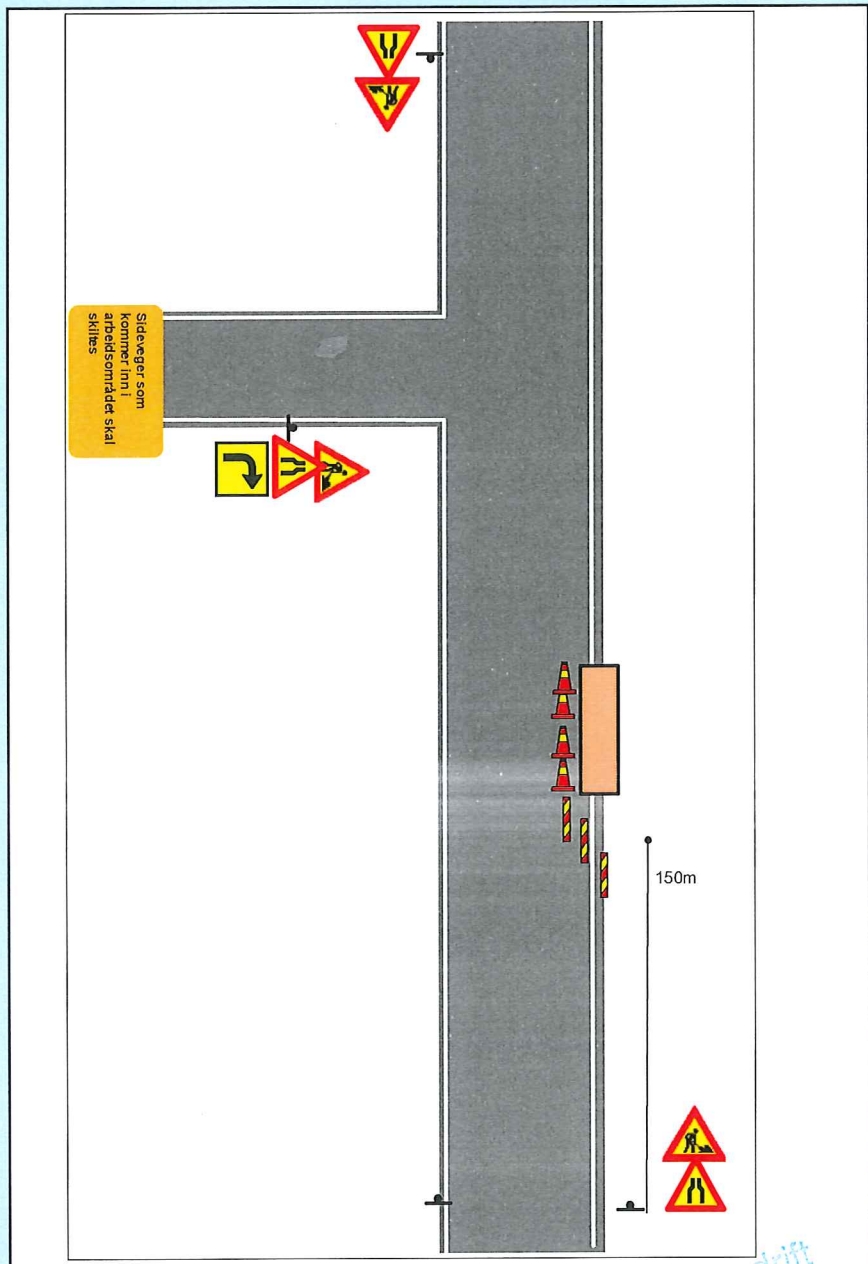 Sideveger som
kommer inn i
arbeidsområdet skal
skiltes
150m